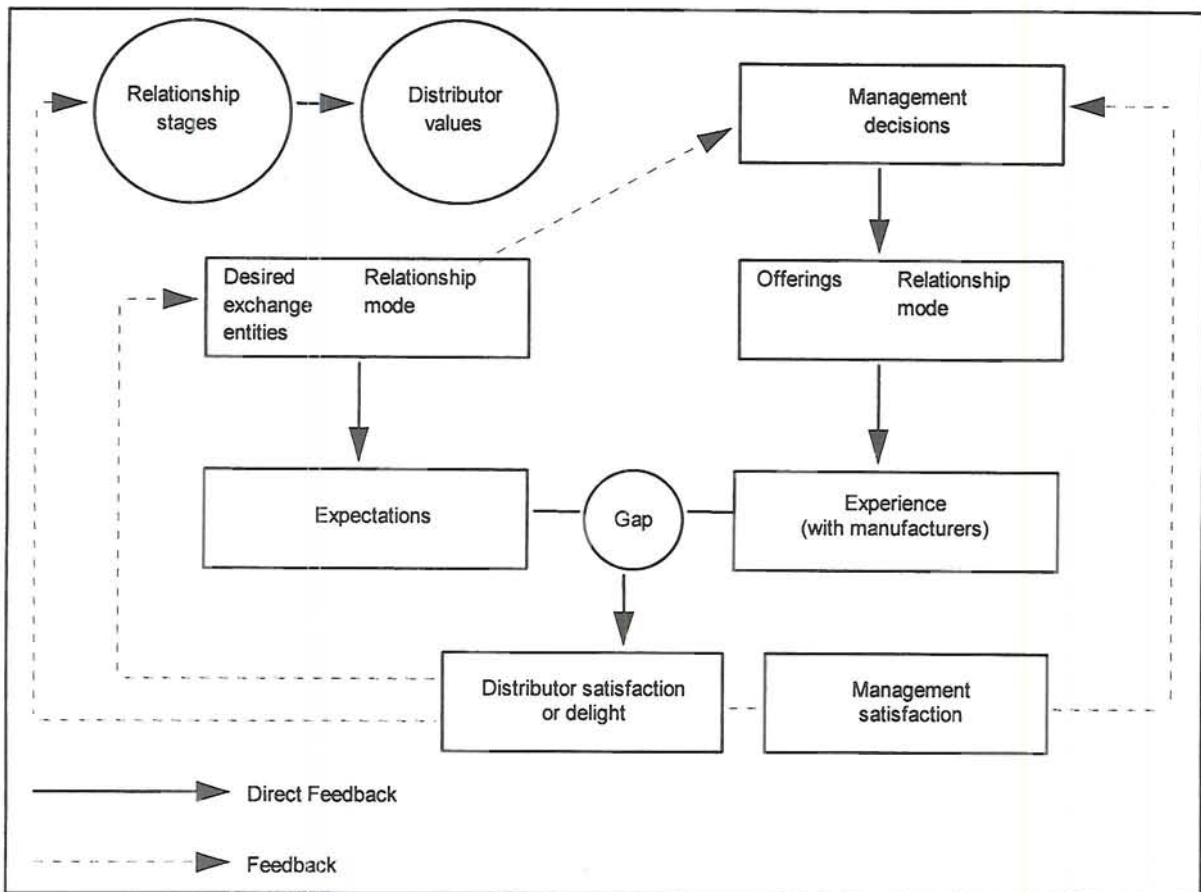 Relationship
stages
Distributor
values
Management
decisions
Desired
exchange
entities
Relationship
mode
Offerings
Relationship
mode
Expectations
Gap
Experience
(with manufacturers)
Distributor satisfaction
or delight
Management
satisfaction
Direct Feedback
Feedback